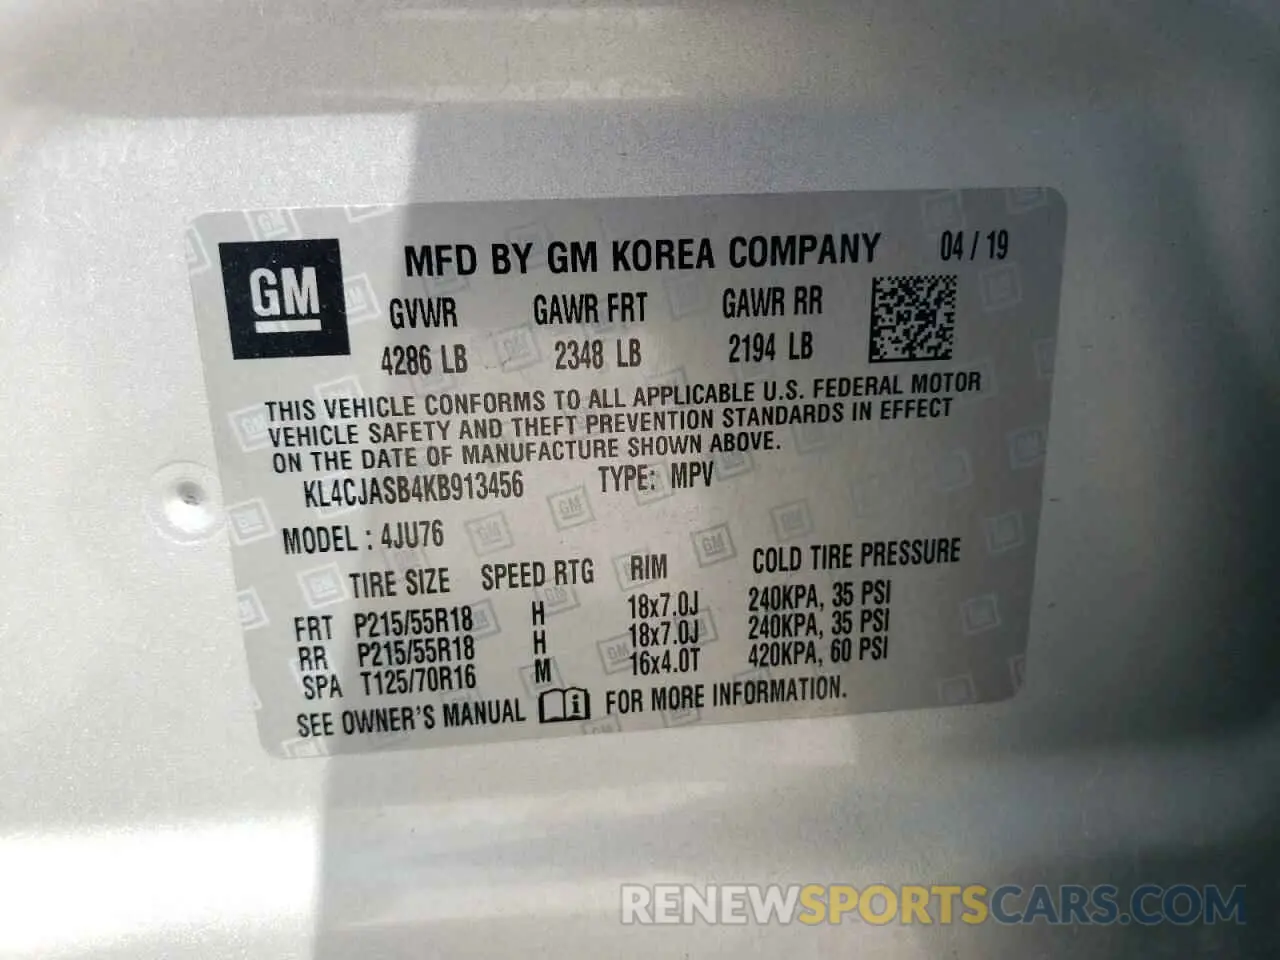 MFD BY GM KOREA COMPANY 04 / 19
GM
GVWR GAWR FRT GAWR RR
4286 LB 2348 LB 2194 LB
THIS VEHICLE CONFORMS TO ALL APPLICABLE U.S. FEDERAL MOTOR
VEHICLE SAFETY AND THEFT PREVENTION STANDARDS IN EFFECT
ON THE DATE OF MANUFACTURE SHOWN ABOVE.
KL4CJASB4KB913456 TYPE: MPV
MODEL : 4JU76
TIRE SIZE SPEED RTG RIM COLD TIRE PRESSURE
FRT P215/55R18 H 18x7.0J 240KPA, 35 PSI
RR P215/55R18 H 18x7.0J 240KPA, 35 PSI
SPA T125/70R16 M 16x4.0T 420KPA, 60 PSI
SEE OWNER'S MANUAL i FOR MORE INFORMATION.
RENEWSPORTSCARS.COM